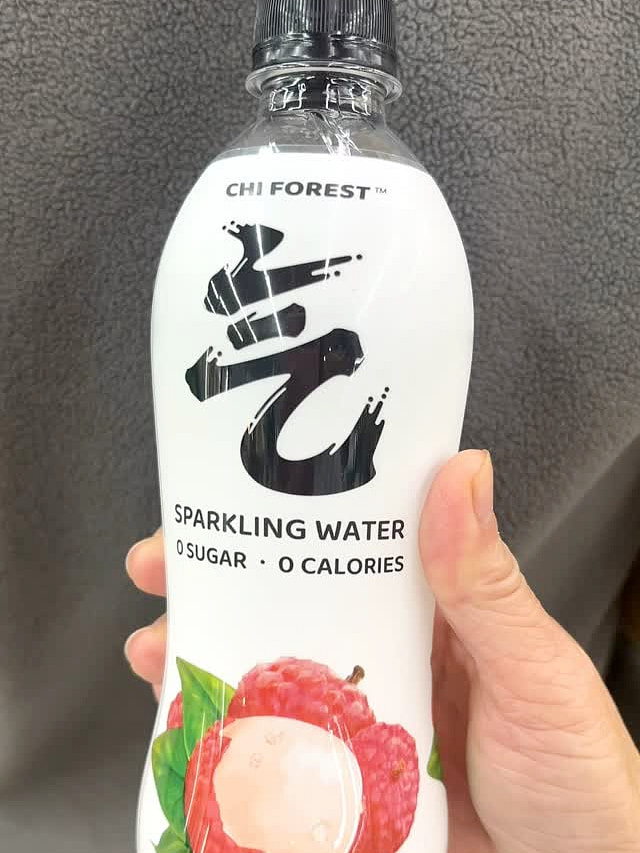 CHI FOREST™
气
SPARKLING WATER
0 SUGAR · 0 CALORIES